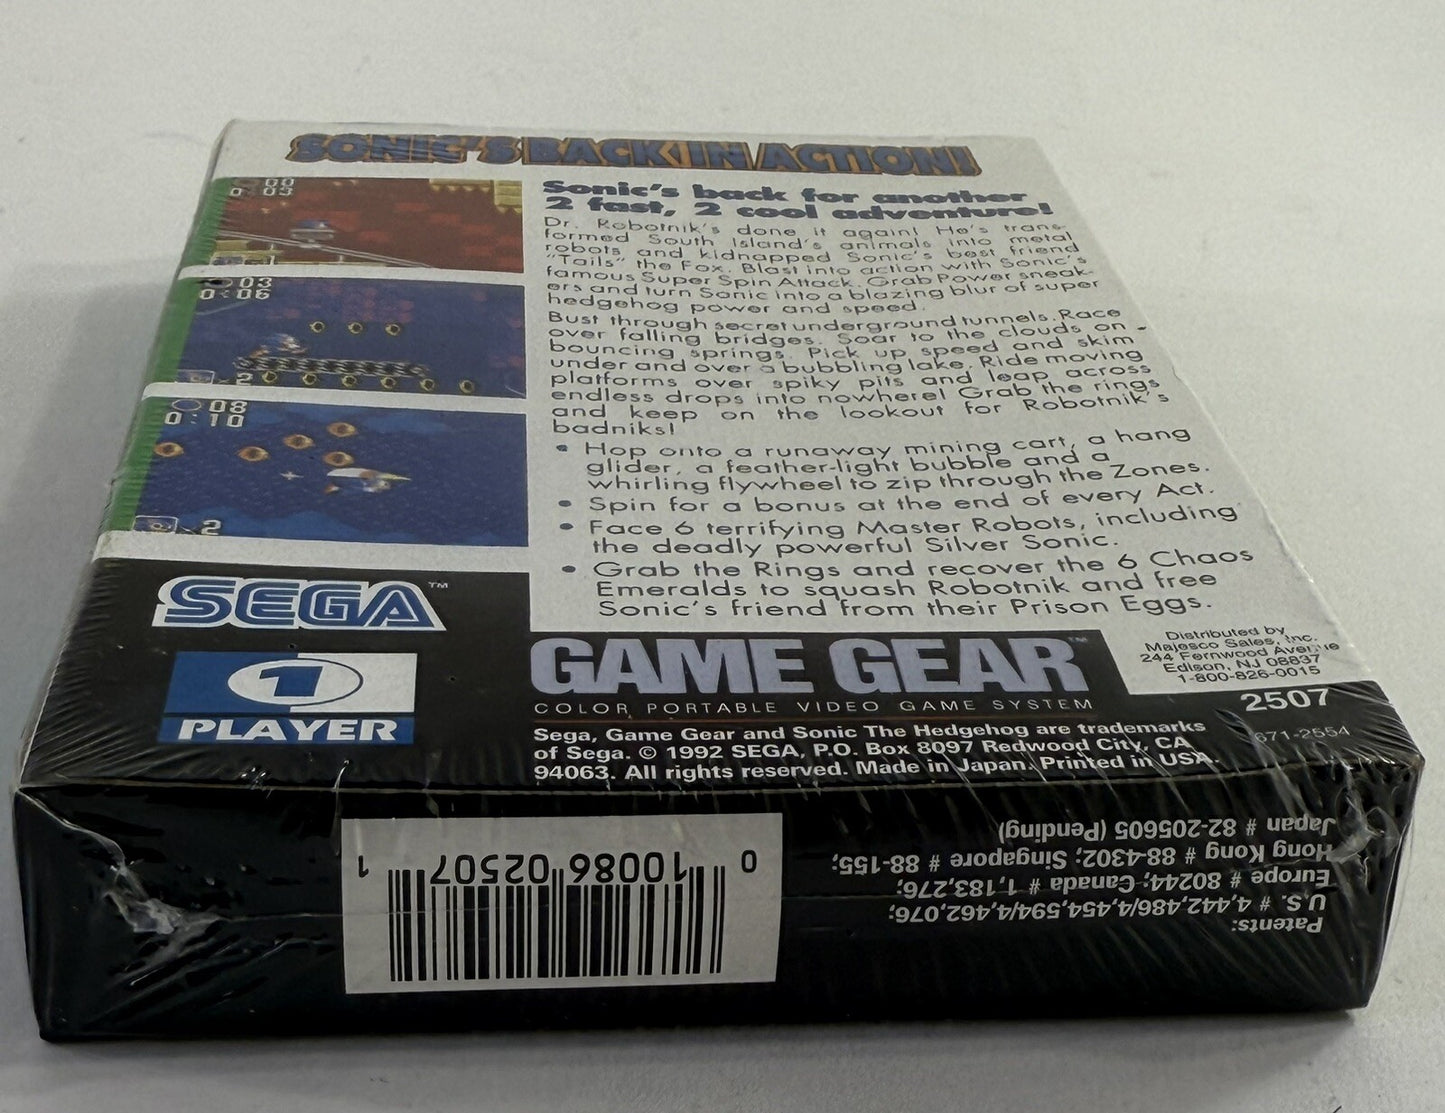 SONIC'S BACK IN ACTION!
Sonic's back for another
2 fast, 2 cool adventure!
Dr. Robotnik's done it again! He's trans-
formed South Island's animals into metal
robots and kidnapped Sonic's best friend
"Tails" the Fox. Blast into action with Sonic's
famous Super Spin Attack. Grab Power sneak-
ers and turn Sonic into a blazing blur of super
hedgehog power and speed.
Bust through secret underground tunnels. Race
over falling bridges. Soar to the clouds on
bouncing springs. Pick up speed and skim
under and over a bubbling lake. Ride moving
platforms over spiky pits and leap across
endless drops into nowhere! Grab the rings
and keep on the lookout for Robotnik's
badniks!
• Hop onto a runaway mining cart, a hang
glider, a feather-light bubble and a
whirling flywheel to zip through the Zones.
• Spin for a bonus at the end of every Act.
• Face 6 terrifying Master Robots, including
the deadly powerful Silver Sonic.
• Grab the Rings and recover the 6 Chaos
Emeralds to squash Robotnik and free
Sonic's friend from their Prison Eggs.
03
0:06
2
08
0:10
2
SEGA™
1
PLAYER
GAME GEAR™
COLOR PORTABLE VIDEO GAME SYSTEM
Sega, Game Gear and Sonic The Hedgehog are trademarks
of Sega. © 1992 SEGA, P.O. Box 8097 Redwood City, CA
94063. All rights reserved. Made in Japan. Printed in USA.
Distributed by
Majesco Sales, Inc.
244 Fernwood Avenue
Edison, NJ 08837
1-800-826-0015
2507
671-2554
Patents:
U.S. # 4,442,486/4,454,594/4,462,076;
Europe # 80244; Canada # 1,183,276;
Hong Kong # 88-4302; Singapore # 88-155;
Japan # 82-205605 (Pending)
0 10086 02507 1